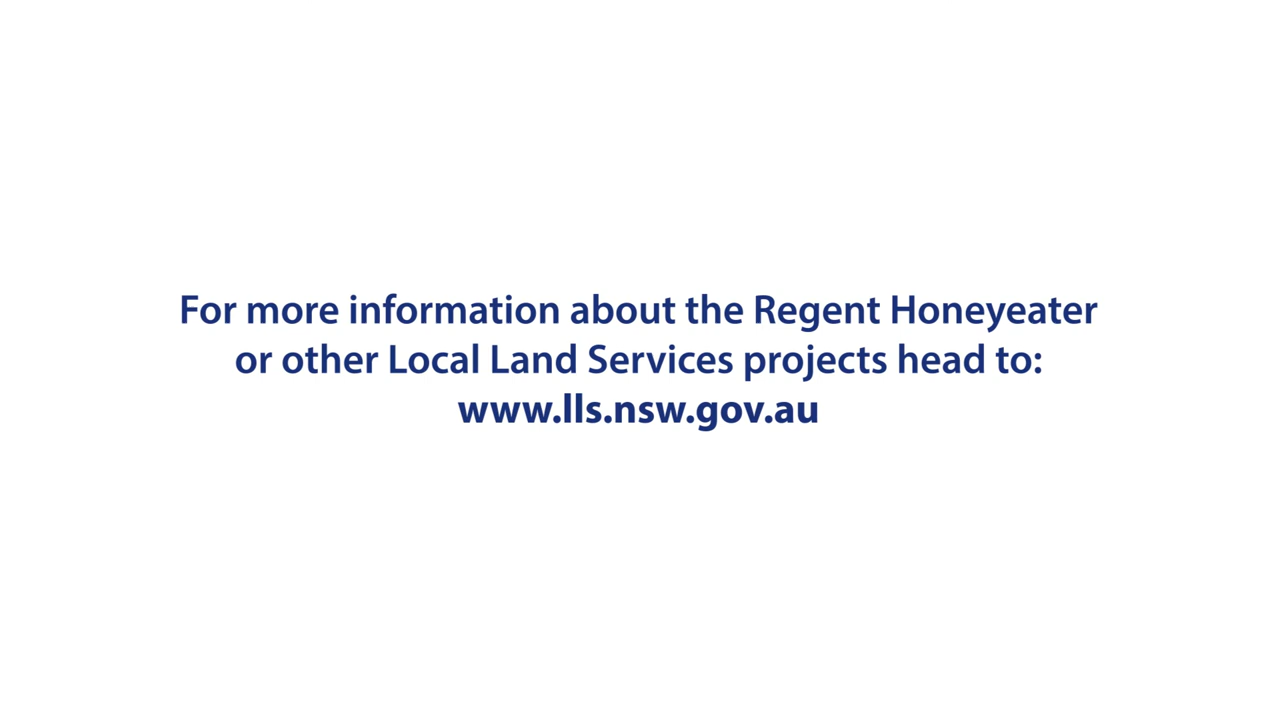 For more information about the Regent Honeyeater
or other Local Land Services projects head to:
www.lls.nsw.gov.au